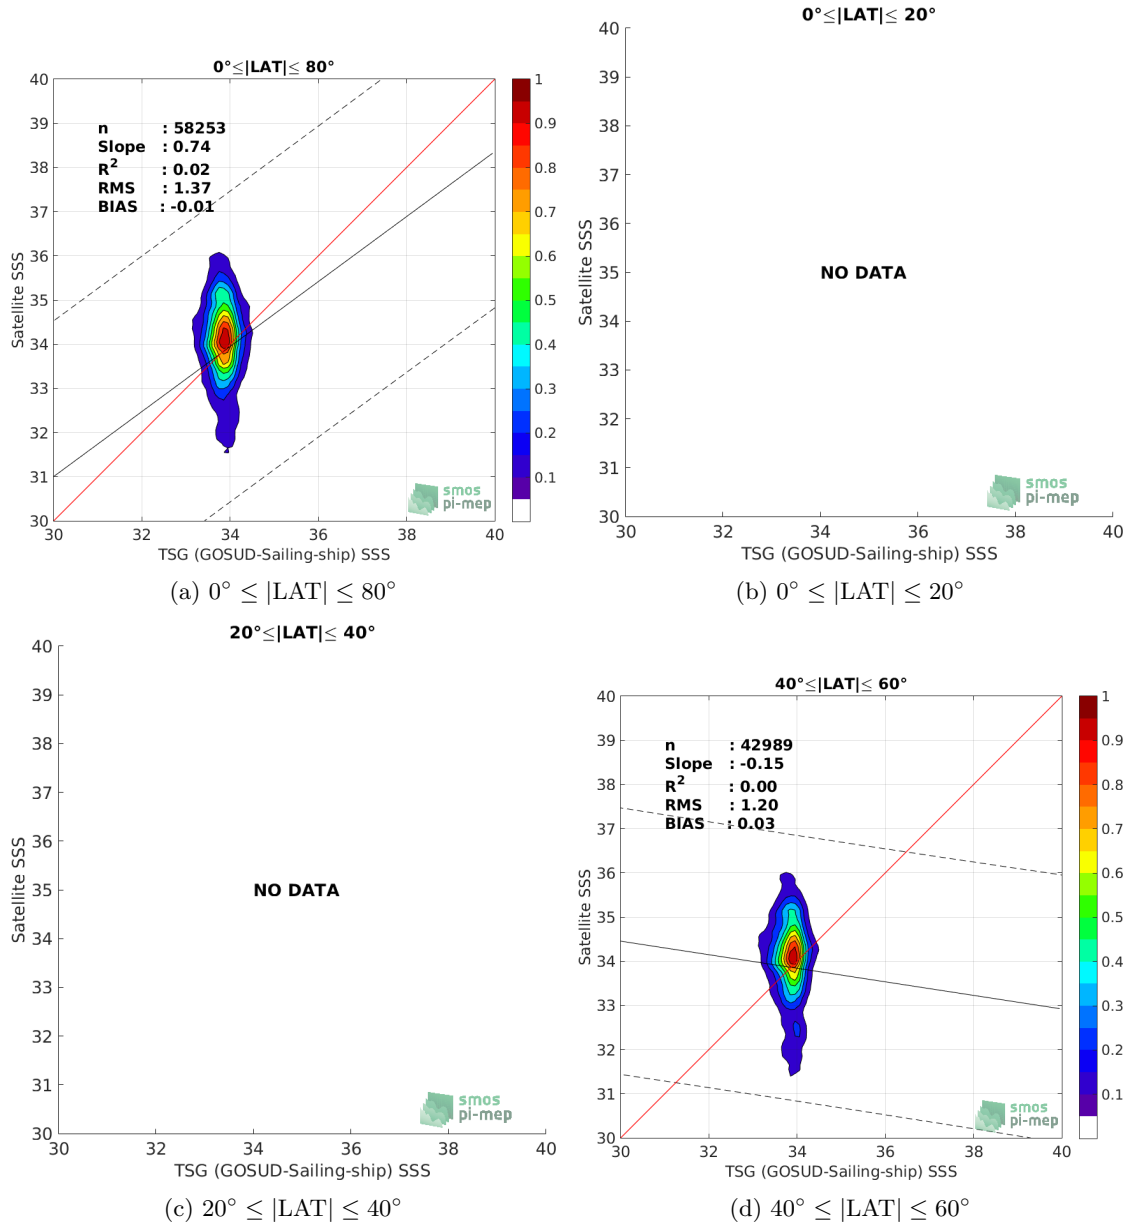 0°≤|LAT|≤ 80°
40
39
38
37
36
35
34
33
32
31
30
Satellite SSS
n : 58253
Slope : 0.74
R² : 0.02
RMS : 1.37
BIAS : -0.01
smos
pi-mep
30 32 34 36 38 40
TSG (GOSUD-Sailing-ship) SSS
1
0.9
0.8
0.7
0.6
0.5
0.4
0.3
0.2
0.1
(a) 0° ≤ |LAT| ≤ 80°
0°≤|LAT|≤ 20°
40
39
38
37
36
35
34
33
32
31
30
Satellite SSS
NO DATA
smos
pi-mep
30 32 34 36 38 40
TSG (GOSUD-Sailing-ship) SSS
(b) 0° ≤ |LAT| ≤ 20°
20°≤|LAT|≤ 40°
40
39
38
37
36
35
34
33
32
31
30
Satellite SSS
NO DATA
smos
pi-mep
30 32 34 36 38 40
TSG (GOSUD-Sailing-ship) SSS
(c) 20° ≤ |LAT| ≤ 40°
40°≤|LAT|≤ 60°
40
39
38
37
36
35
34
33
32
31
30
Satellite SSS
n : 42989
Slope : -0.15
R² : 0.00
RMS : 1.20
BIAS : 0.03
smos
pi-mep
30 32 34 36 38 40
TSG (GOSUD-Sailing-ship) SSS
1
0.9
0.8
0.7
0.6
0.5
0.4
0.3
0.2
0.1
(d) 40° ≤ |LAT| ≤ 60°